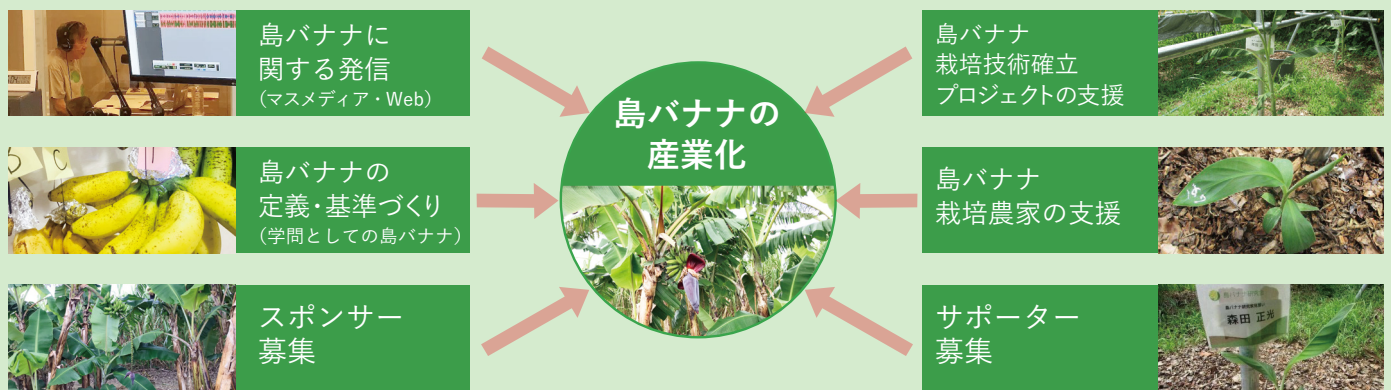 島バナナに
関する発信
（マスメディア・Web）
島バナナの
定義・基準づくり
（学問としての島バナナ）
スポンサー
募集
島バナナの
産業化
島バナナ
栽培技術確立
プロジェクトの支援
島バナナ
栽培農家の支援
サポーター
募集
森田 正光